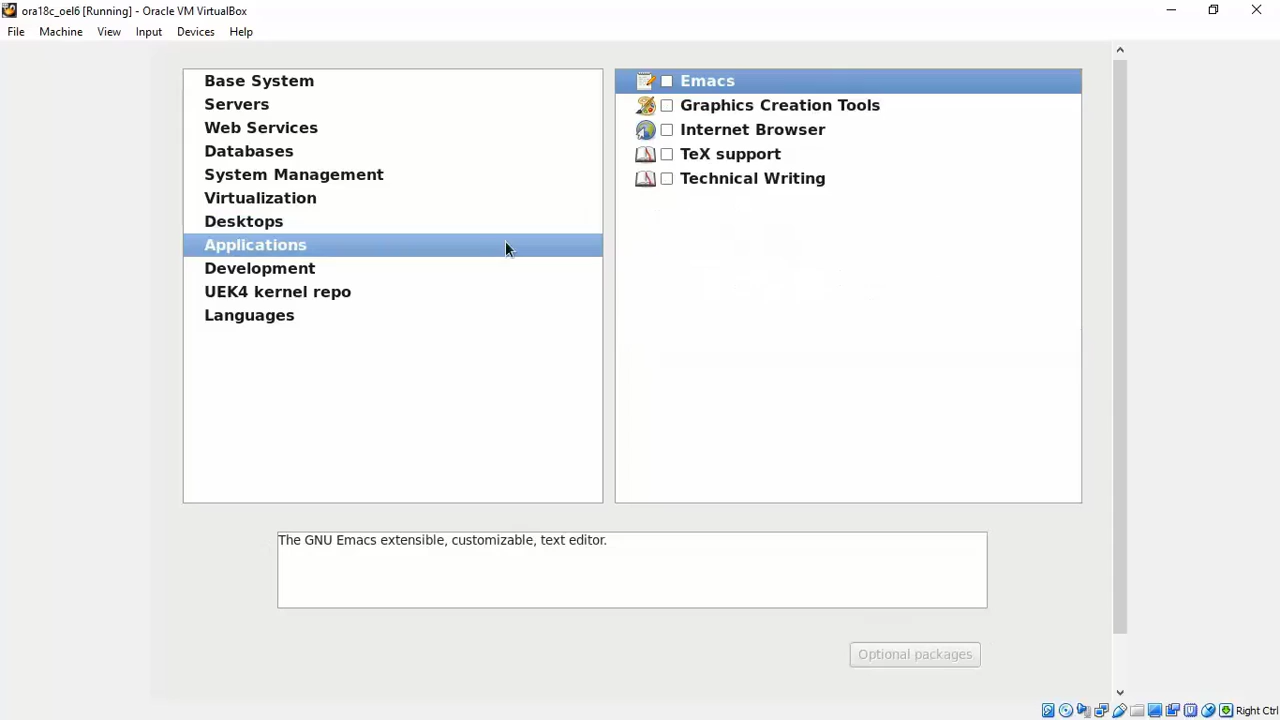 ora18c_oel6 [Running] - Oracle VM VirtualBox
File Machine View Input Devices Help
Base System
Servers
Web Services
Databases
System Management
Virtualization
Desktops
Applications
Development
UEK4 kernel repo
Languages
Emacs
Graphics Creation Tools
Internet Browser
TeX support
Technical Writing
The GNU Emacs extensible, customizable, text editor.
Optional packages
Right Ctrl